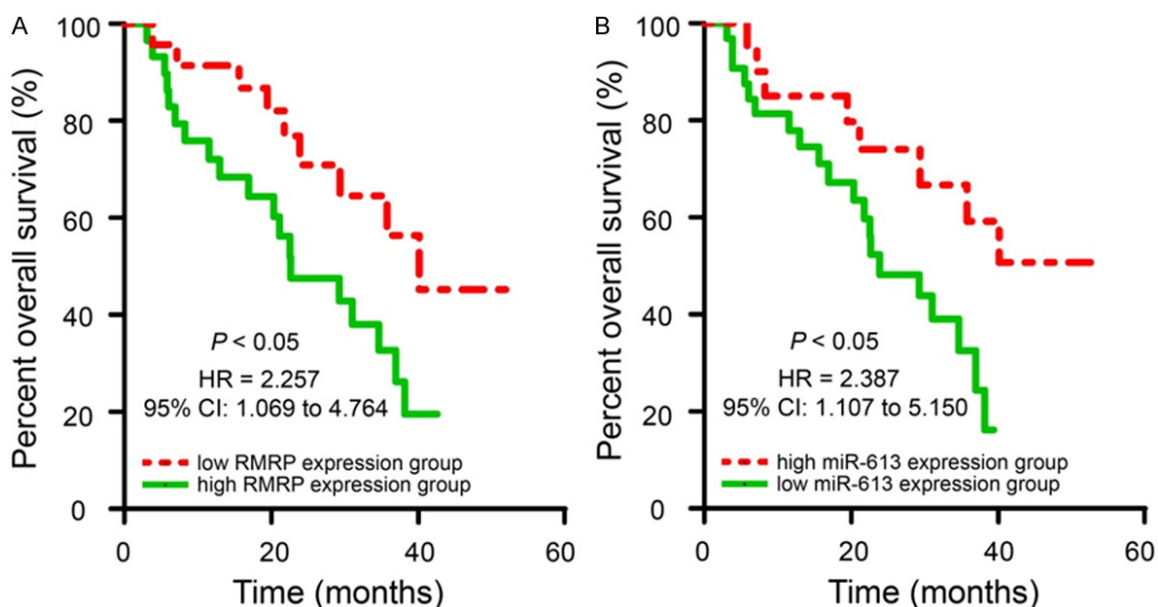 A
Percent overall survival (%)
100
80
60
40
20
0
P < 0.05
HR = 2.257
95% CI: 1.069 to 4.764
low RMRP expression group
high RMRP expression group
0 20 40 60
Time (months)
B
Percent overall survival (%)
100
80
60
40
20
0
P < 0.05
HR = 2.387
95% CI: 1.107 to 5.150
high miR-613 expression group
low miR-613 expression group
0 20 40 60
Time (months)